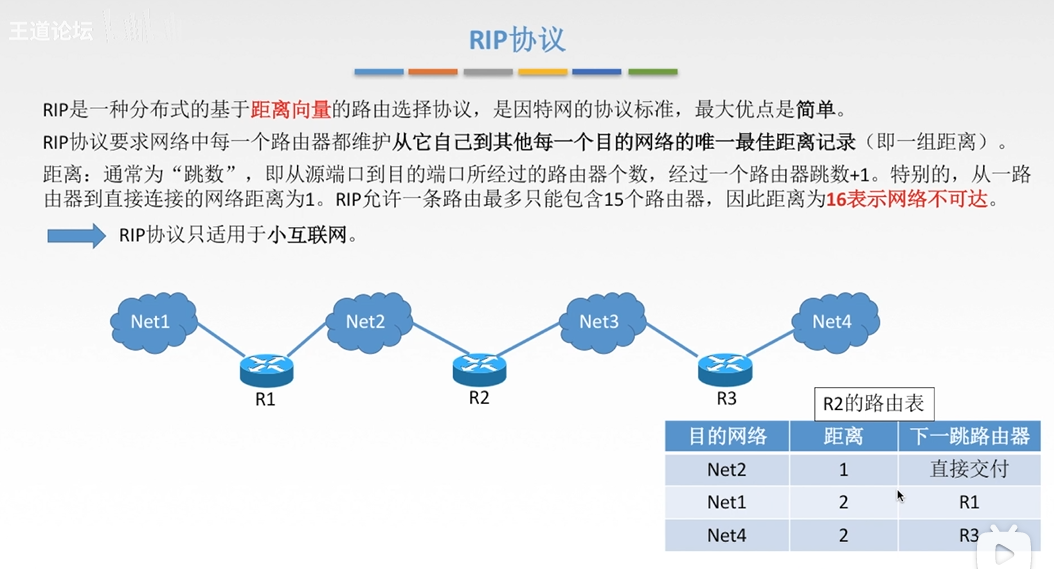 王道论坛
RIP协议
RIP是一种分布式的基于距离向量的路由选择协议，是因特网的协议标准，最大优点是简单。
RIP协议要求网络中每一个路由器都维护从它自己到其他每一个目的网络的唯一最佳距离记录（即一组距离）。
距离：通常为“跳数”，即从源端口到目的端口所经过的路由器个数，经过一个路由器跳数+1。特别的，从一路
由器到直接连接的网络距离为1。RIP允许一条路由最多只能包含15个路由器，因此距离为16表示网络不可达。
RIP协议只适用于小互联网。
Net1 Net2 Net3 Net4
R1 R2 R3
R2的路由表
目的网络 距离 下一跳路由器
Net2 1 直接交付
Net1 2 R1
Net4 2 R3